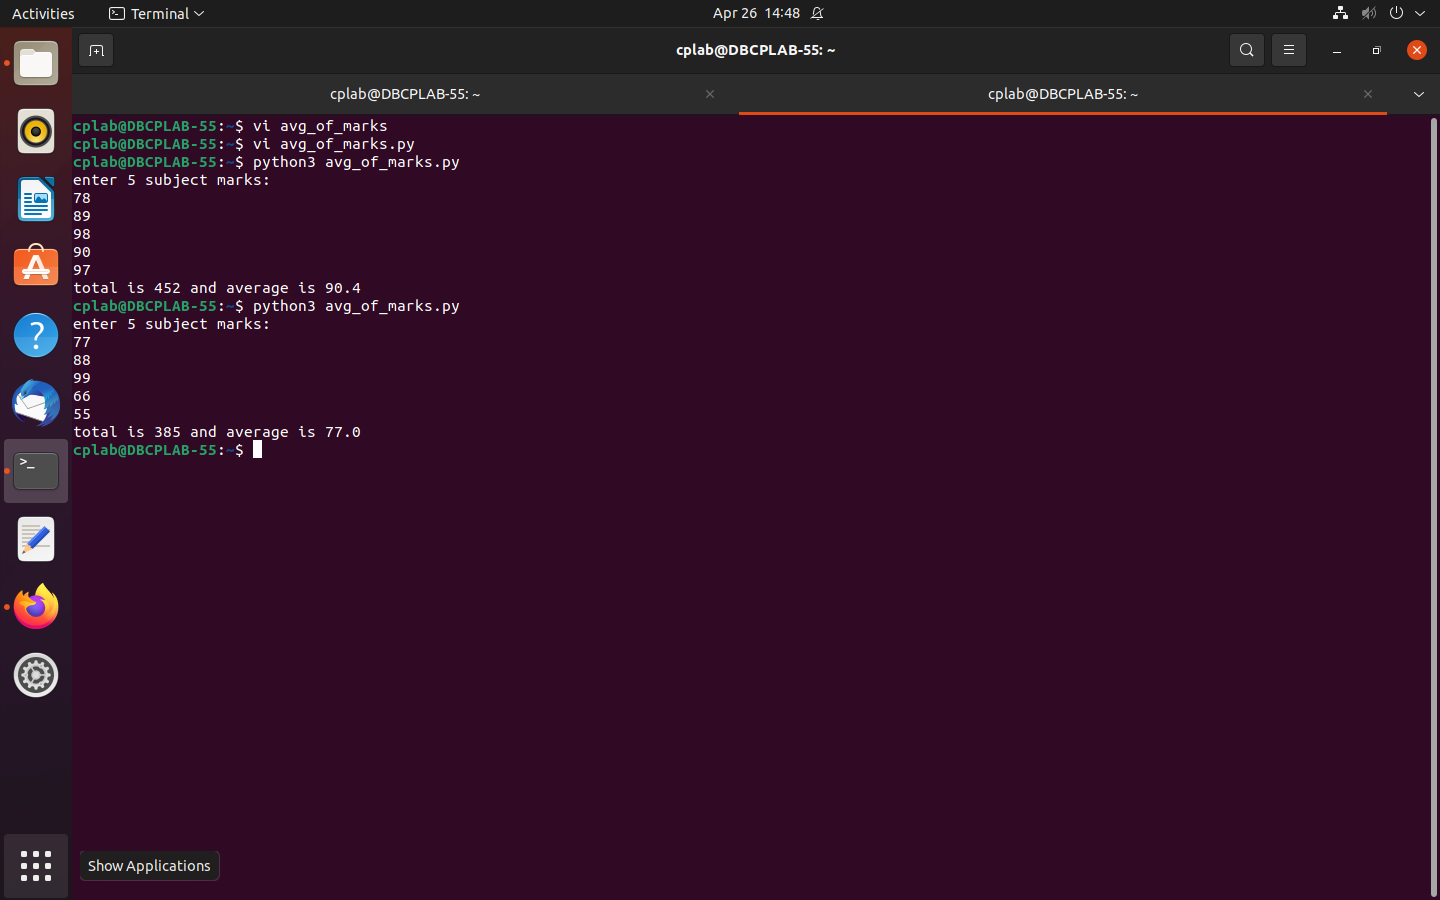 Activities
Terminal
Apr 26 14:48
cplab@DBCPLAB-55: ~
cplab@DBCPLAB-55: ~
cplab@DBCPLAB-55: ~
cplab@DBCPLAB-55:~$ vi avg_of_marks
cplab@DBCPLAB-55:~$ vi avg_of_marks.py
cplab@DBCPLAB-55:~$ python3 avg_of_marks.py
enter 5 subject marks:
78
89
98
90
97
total is 452 and average is 90.4
cplab@DBCPLAB-55:~$ python3 avg_of_marks.py
enter 5 subject marks:
77
88
99
66
55
total is 385 and average is 77.0
cplab@DBCPLAB-55:~$
Show Applications